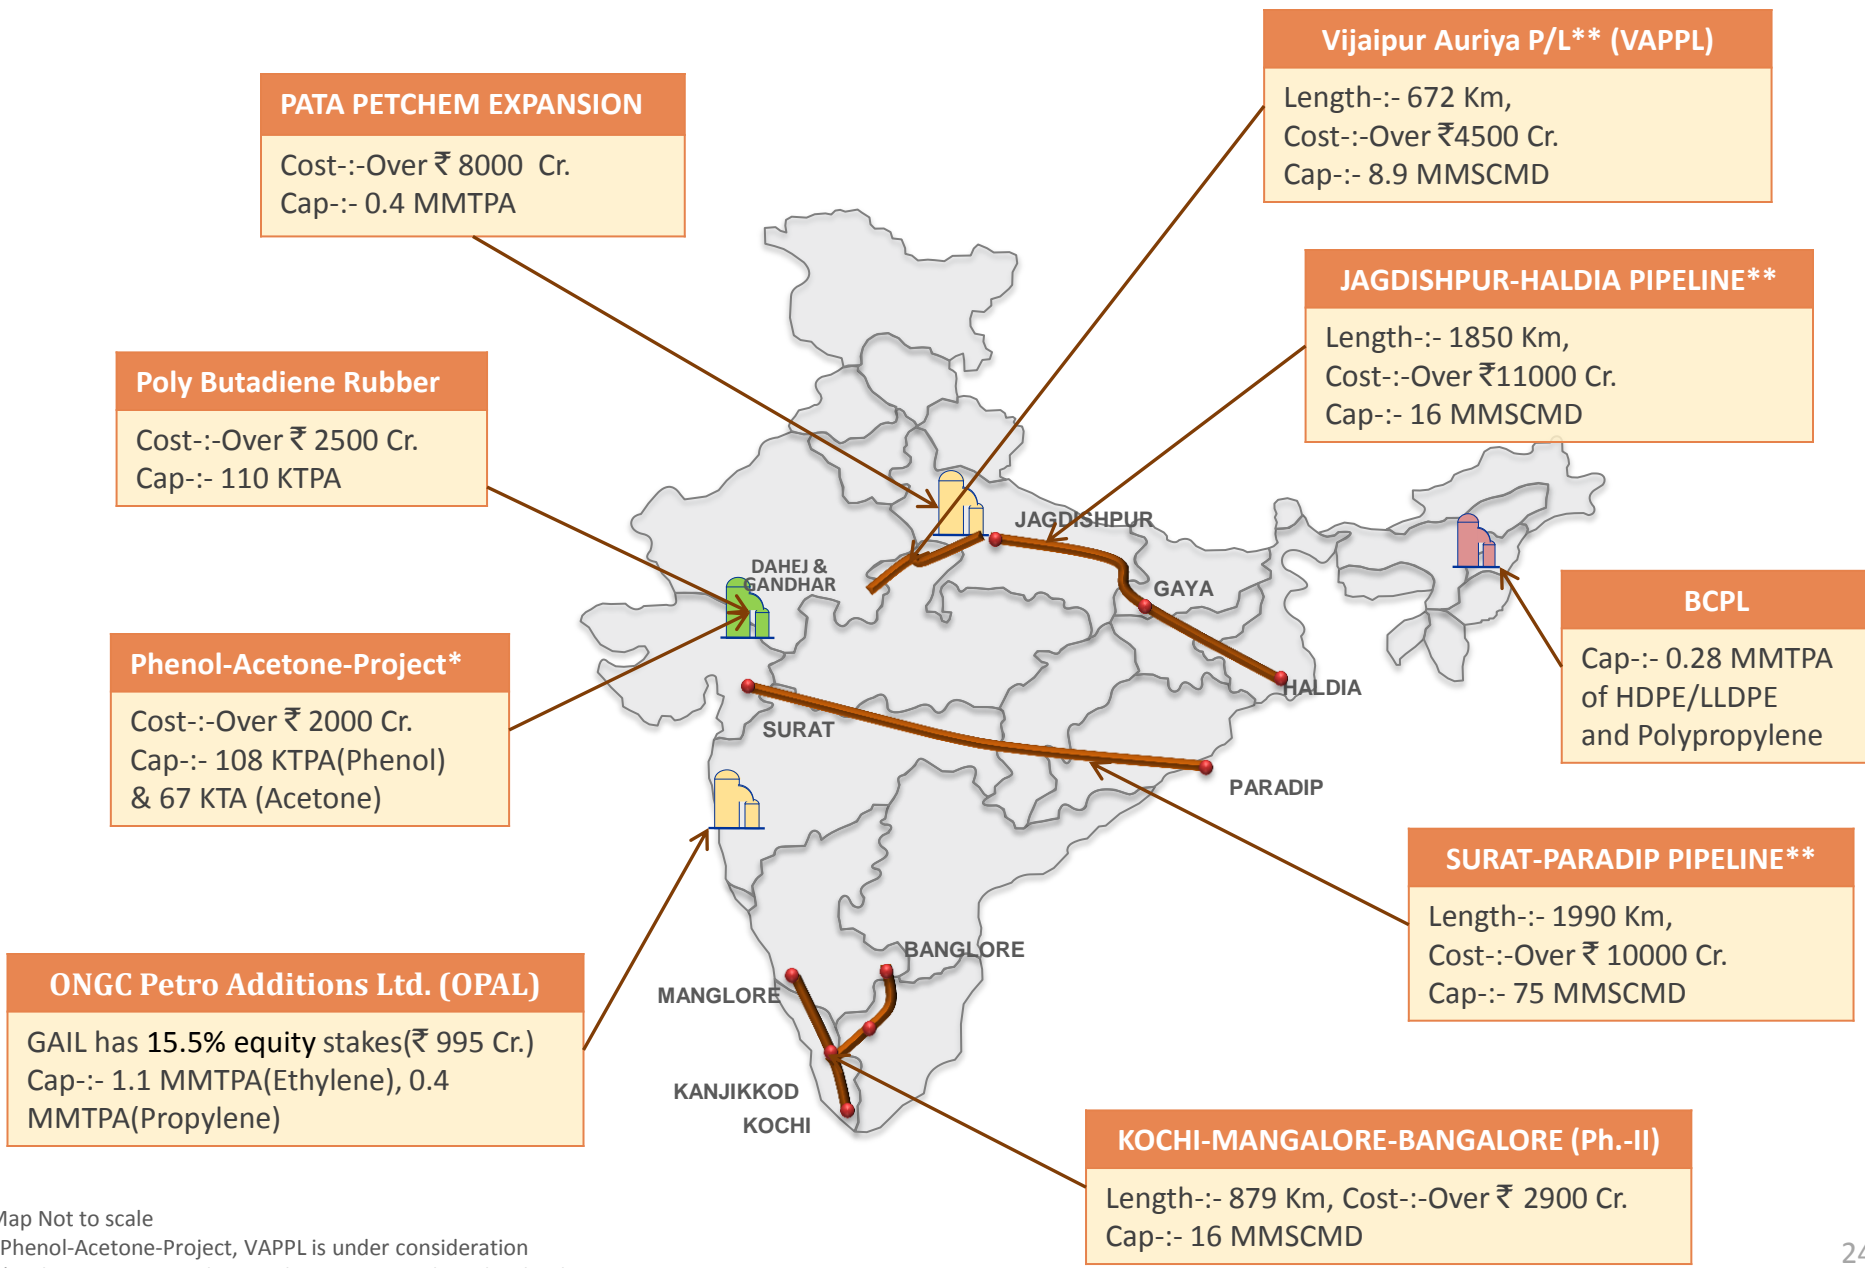 Vijaipur Auriya P/L** (VAPPL)
Length-:- 672 Km,
Cost-:-Over ₹4500 Cr.
Cap-:- 8.9 MMSCMD
PATA PETCHEM EXPANSION
Cost-:-Over ₹ 8000 Cr.
Cap-:- 0.4 MMTPA
JAGDISHPUR-HALDIA PIPELINE**
Length-:- 1850 Km,
Cost-:-Over ₹11000 Cr.
Cap-:- 16 MMSCMD
Poly Butadiene Rubber
Cost-:-Over ₹ 2500 Cr.
Cap-:- 110 KTPA
JAGDISHPUR
DAHEJ &
GANDHAR
GAYA
HALDIA
BCPL
Cap-:- 0.28 MMTPA
of HDPE/LLDPE
and Polypropylene
Phenol-Acetone-Project*
Cost-:-Over ₹ 2000 Cr.
Cap-:- 108 KTPA(Phenol)
& 67 KTA (Acetone)
SURAT
PARADIP
SURAT-PARADIP PIPELINE**
Length-:- 1990 Km,
Cost-:-Over ₹ 10000 Cr.
Cap-:- 75 MMSCMD
BANGLORE
MANGLORE
KANJIKKOD
KOCHI
ONGC Petro Additions Ltd. (OPAL)
GAIL has 15.5% equity stakes(₹ 995 Cr.)
Cap-:- 1.1 MMTPA(Ethylene), 0.4
MMTPA(Propylene)
KOCHI-MANGALORE-BANGALORE (Ph.-II)
Length-:- 879 Km, Cost-:-Over ₹ 2900 Cr.
Cap-:- 16 MMSCMD
Map Not to scale
Phenol-Acetone-Project, VAPPL is under consideration
24